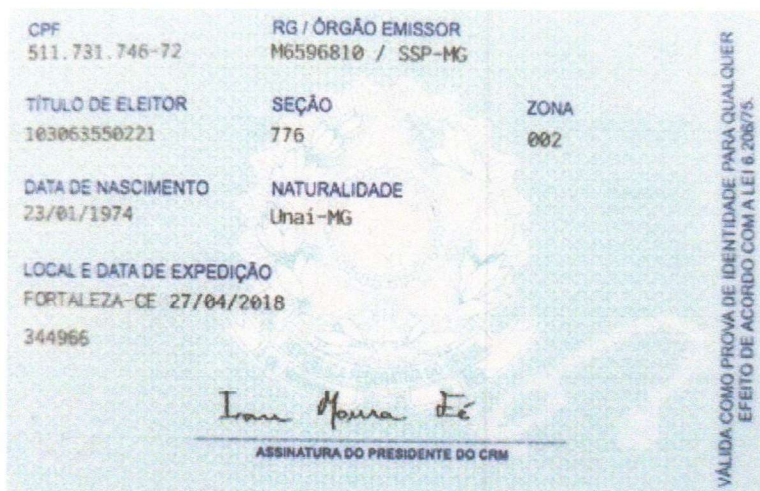 CPF
511.731.746-72
RG / ÓRGÃO EMISSOR
M6596810 / SSP-MG
TÍTULO DE ELEITOR
103063550221
SEÇÃO
776
ZONA
002
DATA DE NASCIMENTO
23/01/1974
NATURALIDADE
Unaí-MG
LOCAL E DATA DE EXPEDIÇÃO
FORTALEZA-CE 27/04/2018
344966
Ivan Moura Fé
ASSINATURA DO PRESIDENTE DO CRM
VÁLIDA COMO PROVA DE IDENTIDADE PARA QUALQUER
EFEITO DE ACORDO COM A LEI 6.206/75.